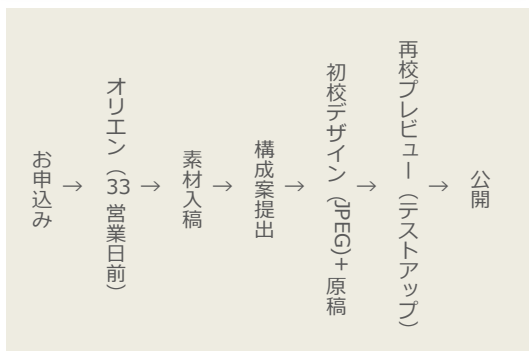 お申込み
→
オリエン（33 営業日前）
→
素材入稿
→
構成案提出
→
初校デザイン (JPEG)＋ 原稿
→
再校プレビュー（テストアップ）
→
公開